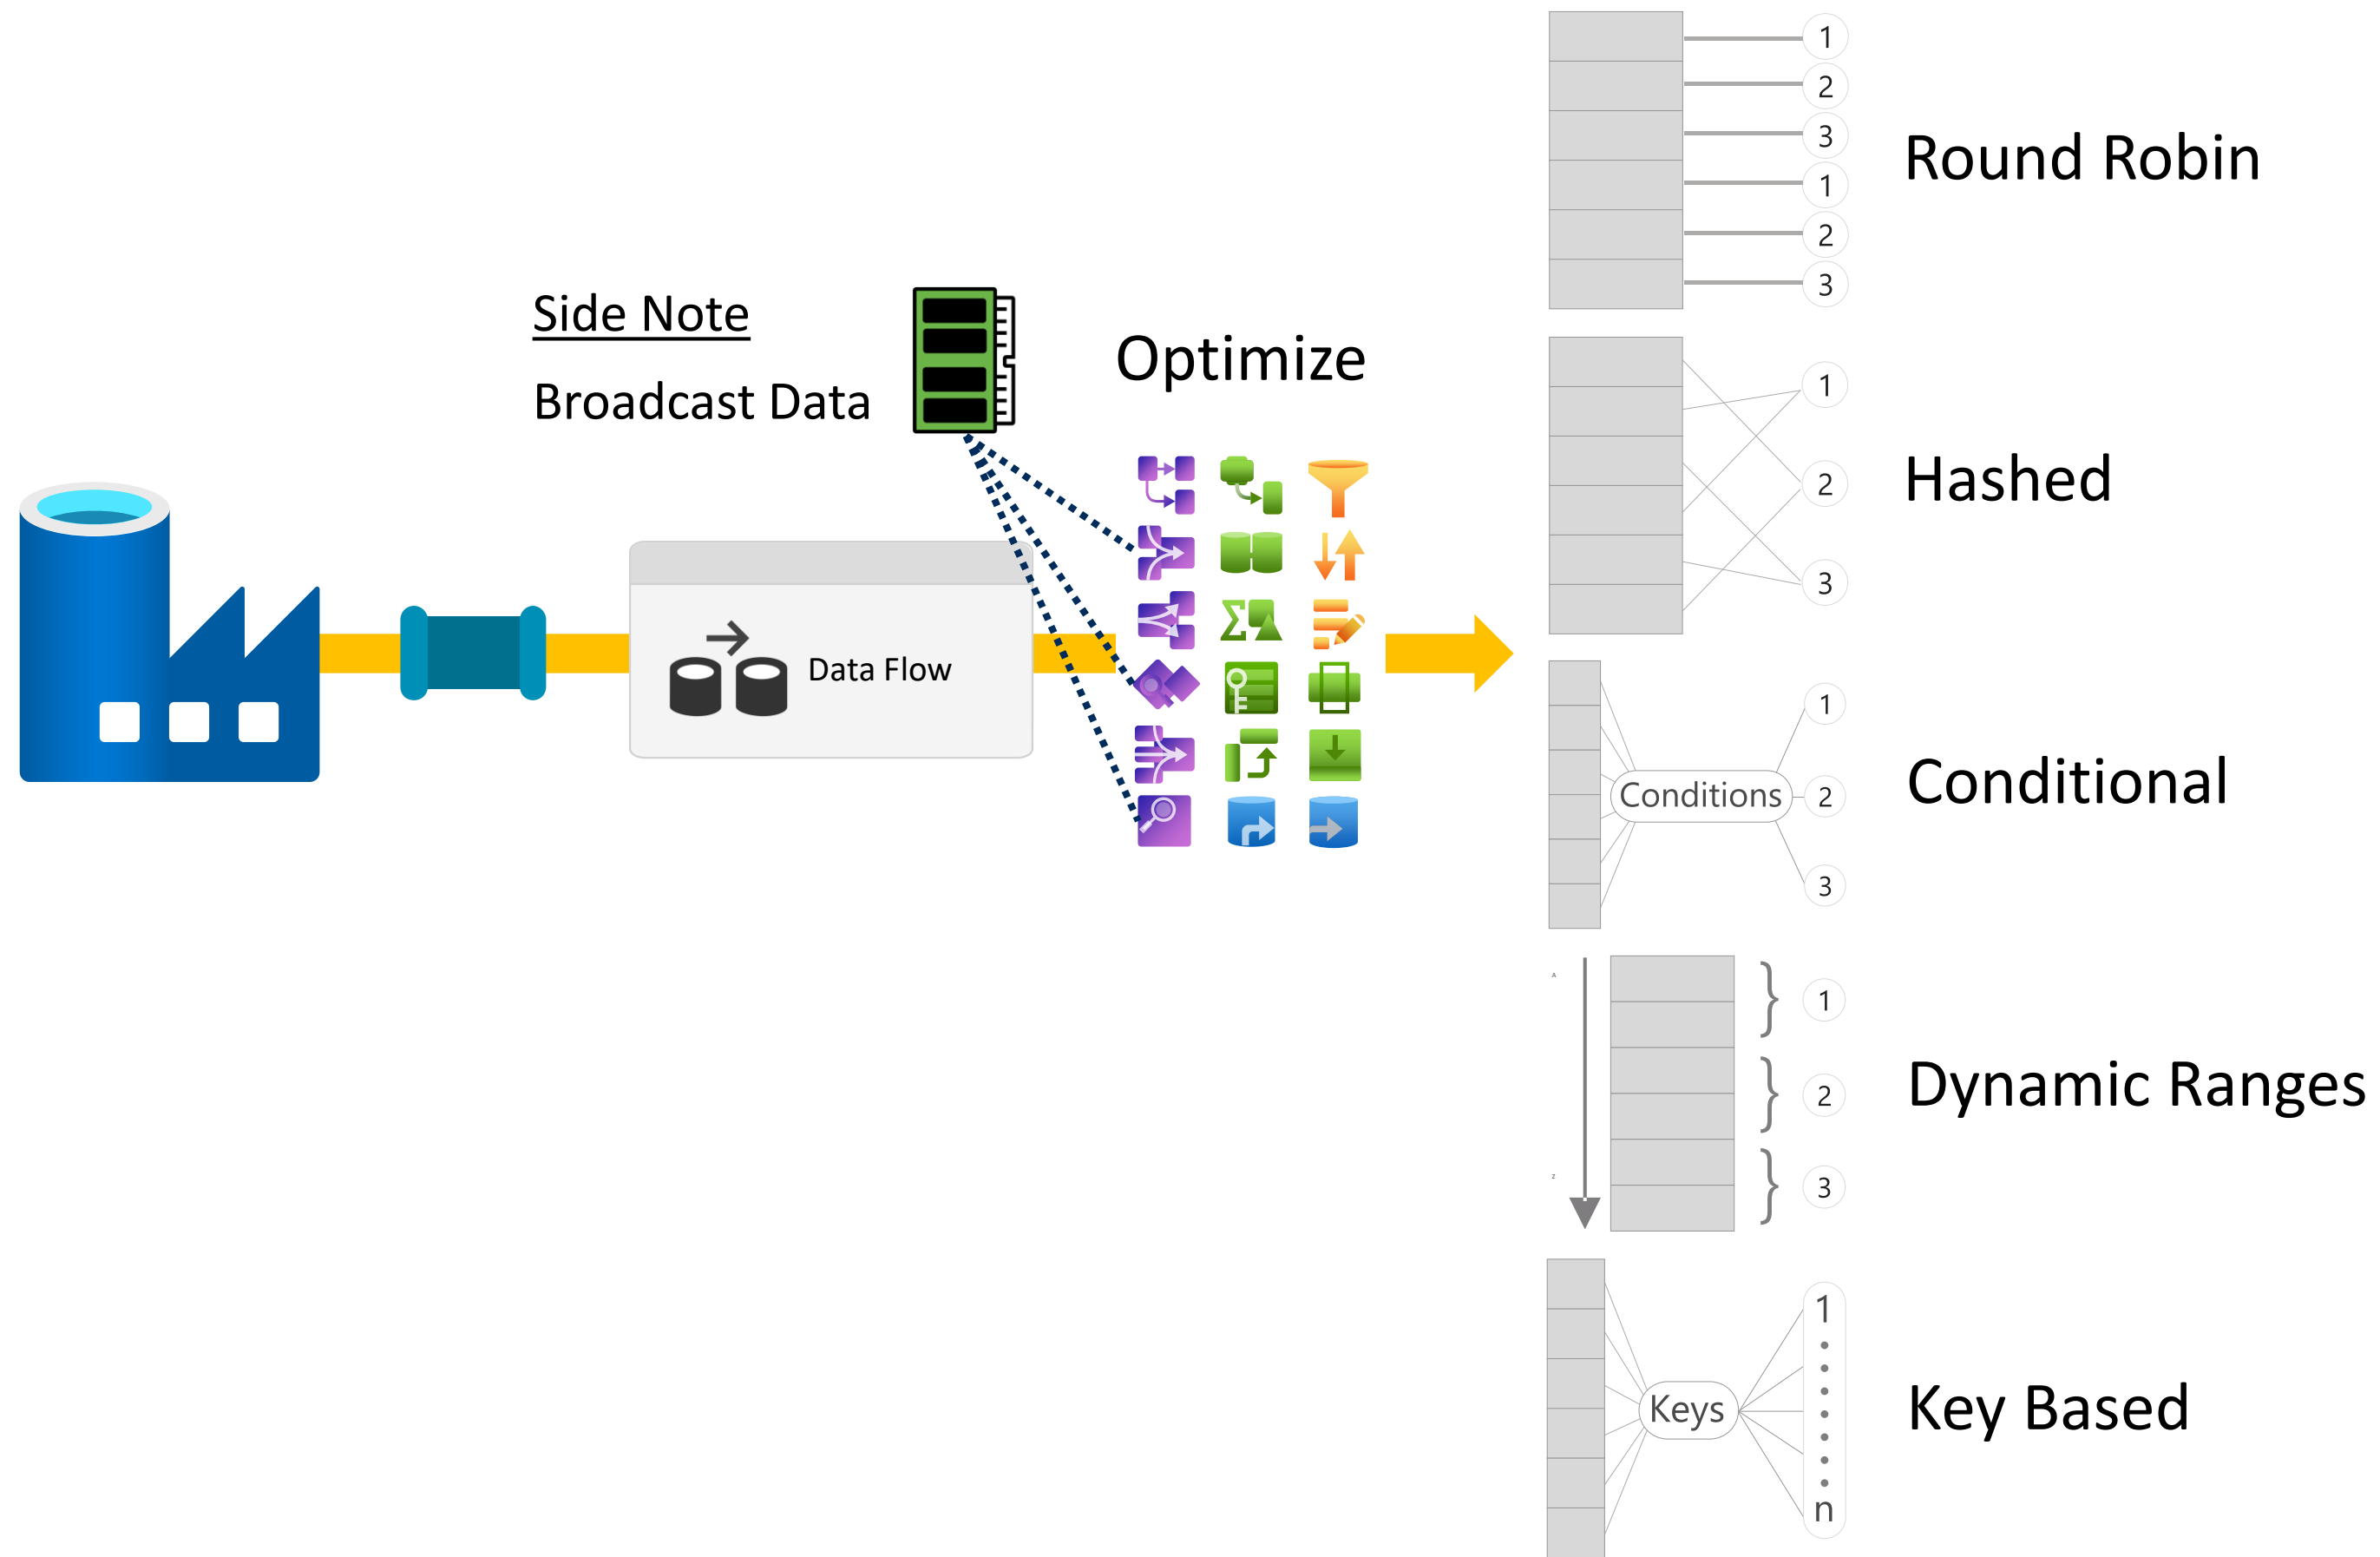 Side Note
Broadcast Data
Optimize
Data Flow
1
2
3
1
2
3
Round Robin
1
2
3
Hashed
Conditions
1
2
3
Conditional
A
Z
1
2
3
Dynamic Ranges
Keys
1
n
Key Based